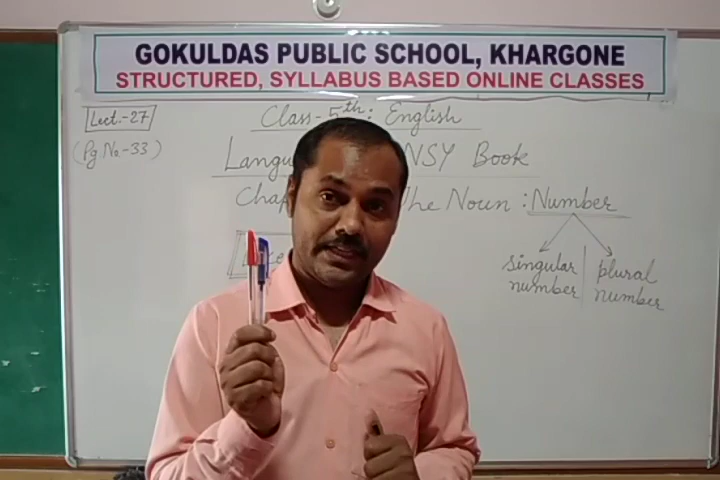 GOKULDAS PUBLIC SCHOOL, KHARGONE
STRUCTURED, SYLLABUS BASED ONLINE CLASSES
Lect.-27
Class-5th: English
(Pg No-33)
NSY Book
The Noun: Number
singular number
plural number